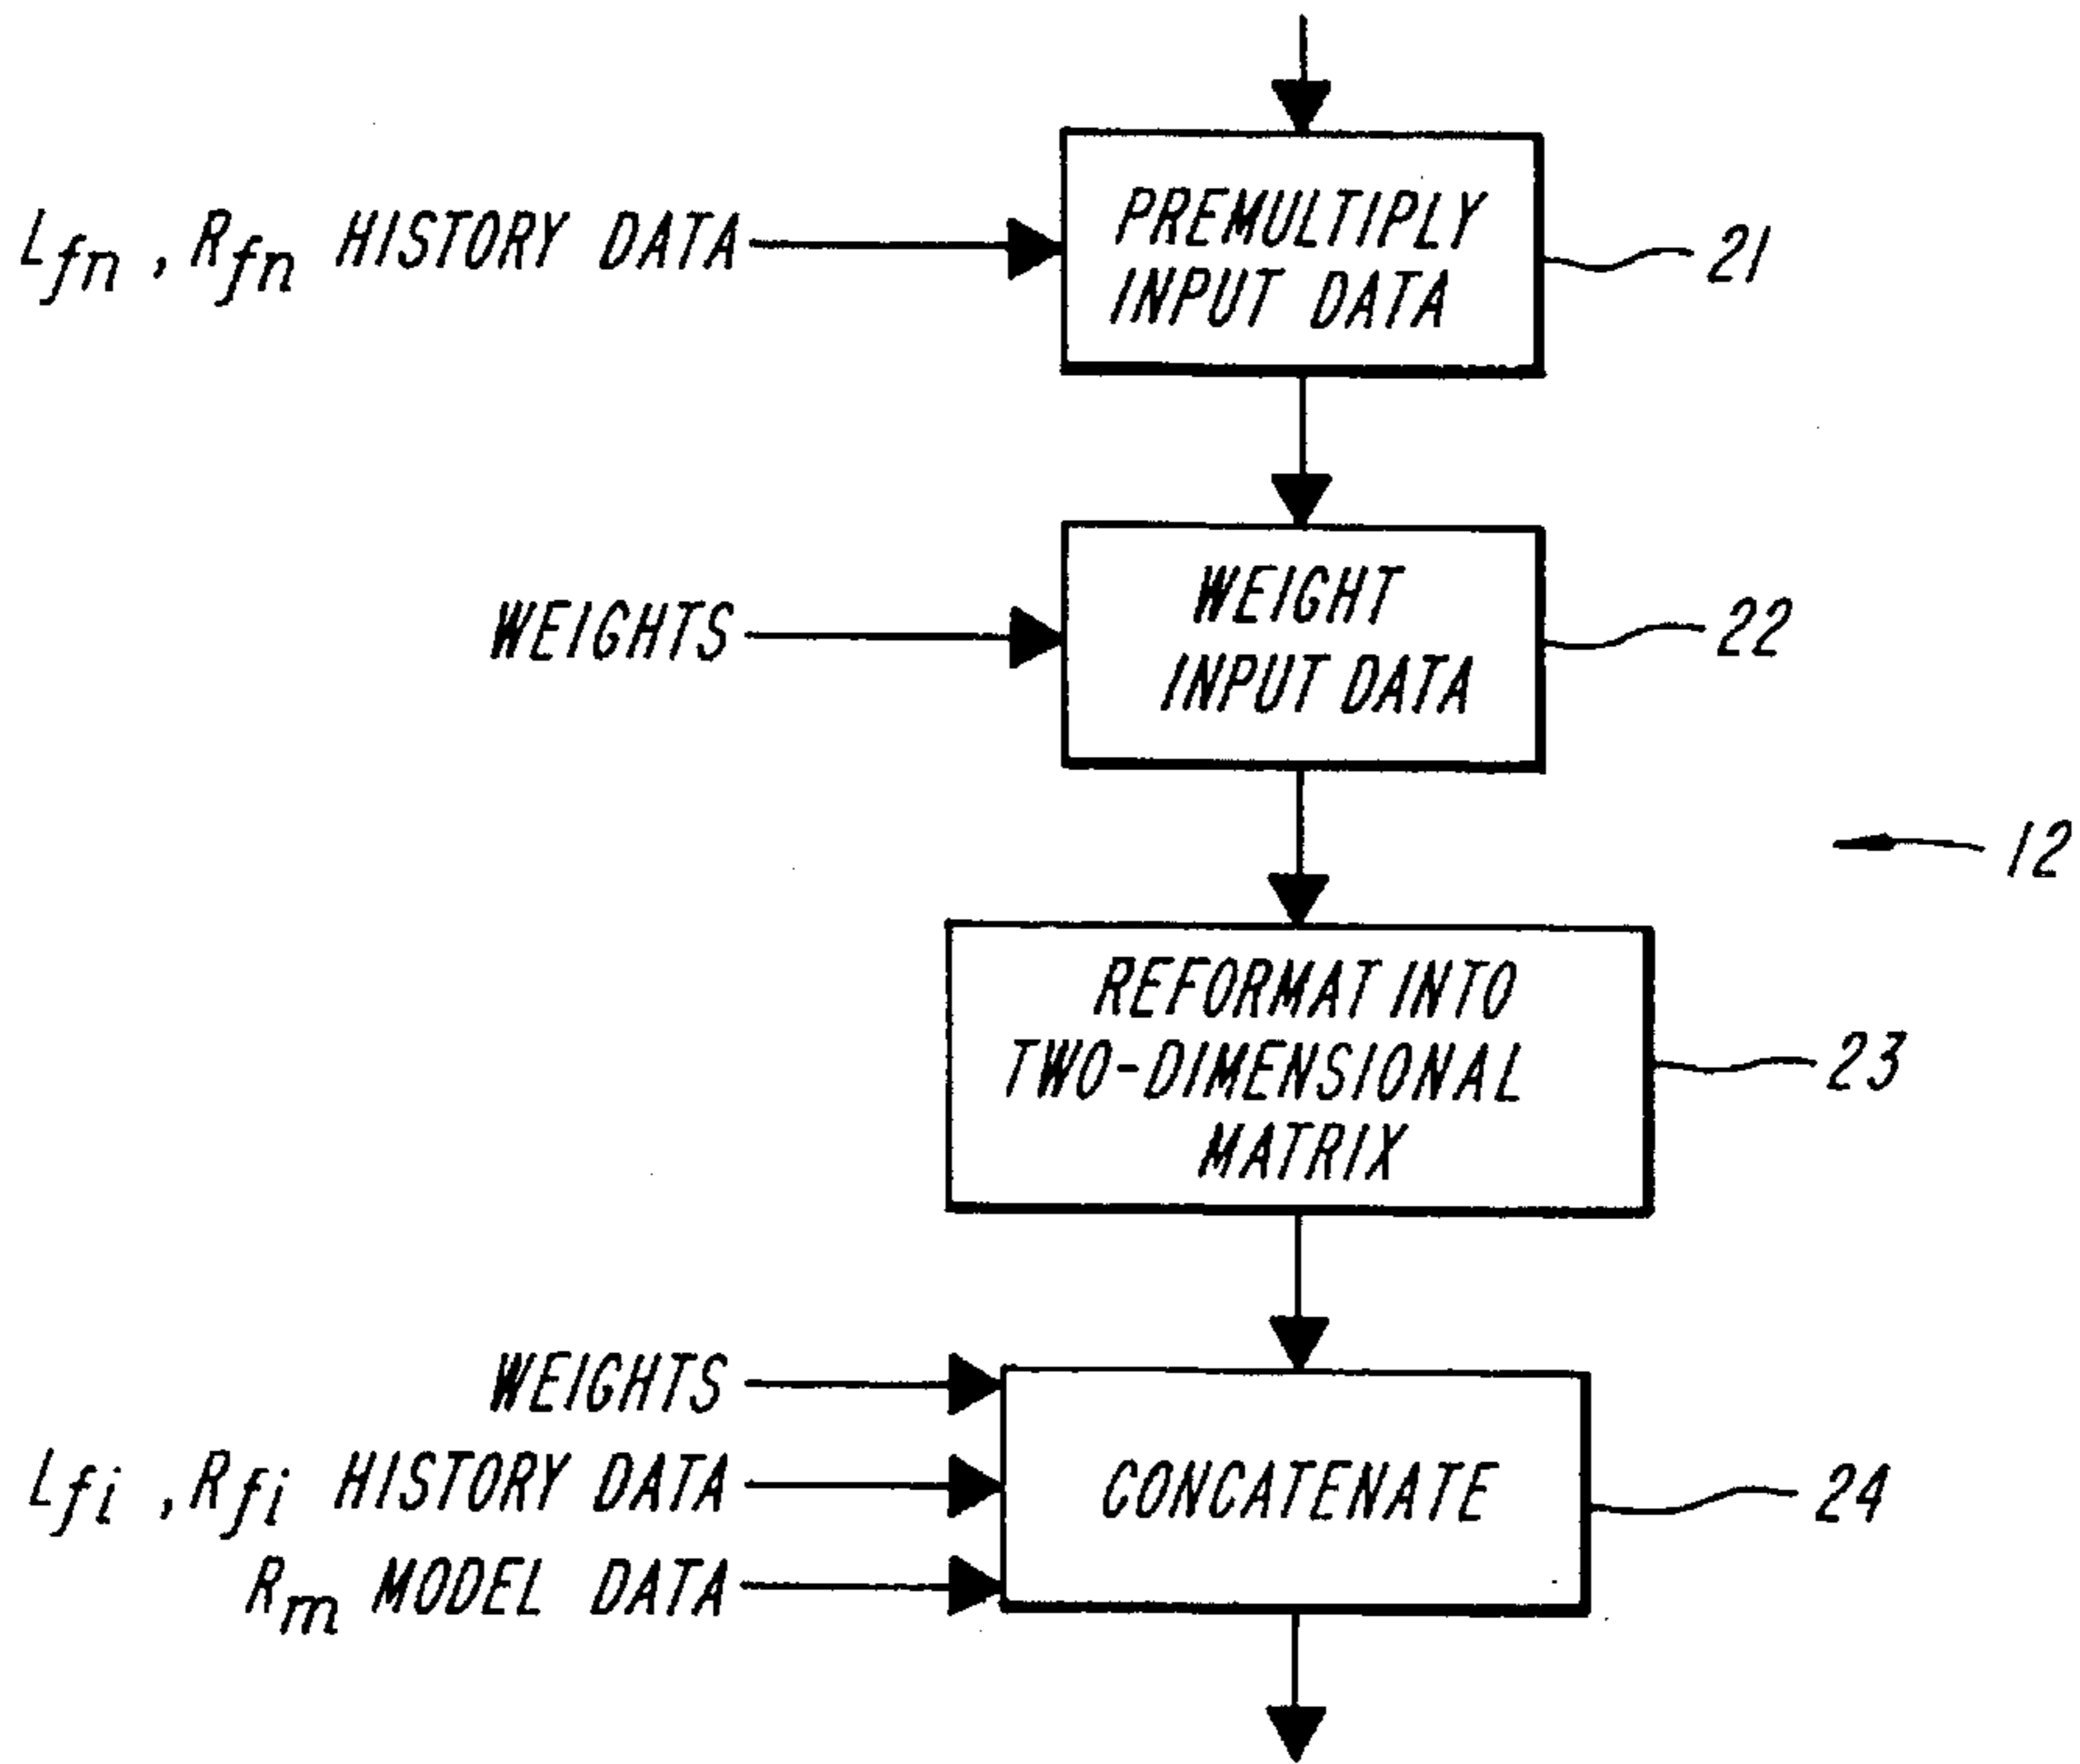 L_fn , R_fn HISTORY DATA
PREMULTIPLY
INPUT DATA
21
WEIGHTS
WEIGHT
INPUT DATA
22
12
REFORMAT INTO
TWO-DIMENSIONAL
MATRIX
23
WEIGHTS
L_fi , R_fi HISTORY DATA
R_m MODEL DATA
CONCATENATE
24